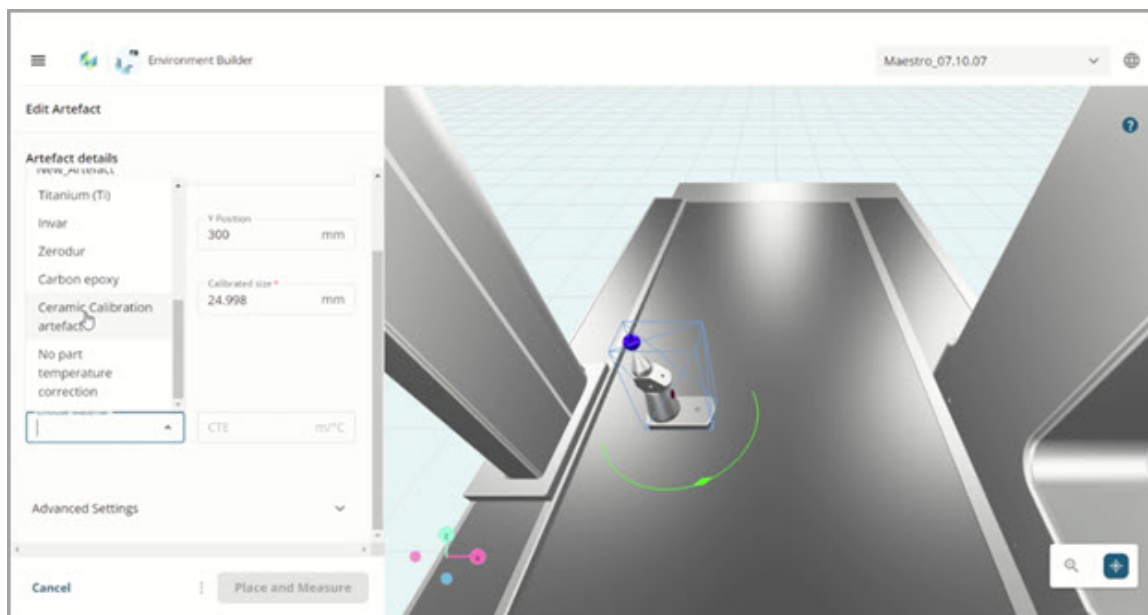 Environment Builder
Maestro_07.10.07
Edit Artefact
Artefact details
New_Artefact
Titanium (Ti)
Invar
Zerodur
Carbon epoxy
Ceramic Calibration
artefact
No part
temperature
correction
Y Position
300 mm
Calibrated size *
24.998 mm
CTE m/°C
Advanced Settings
Cancel
Place and Measure